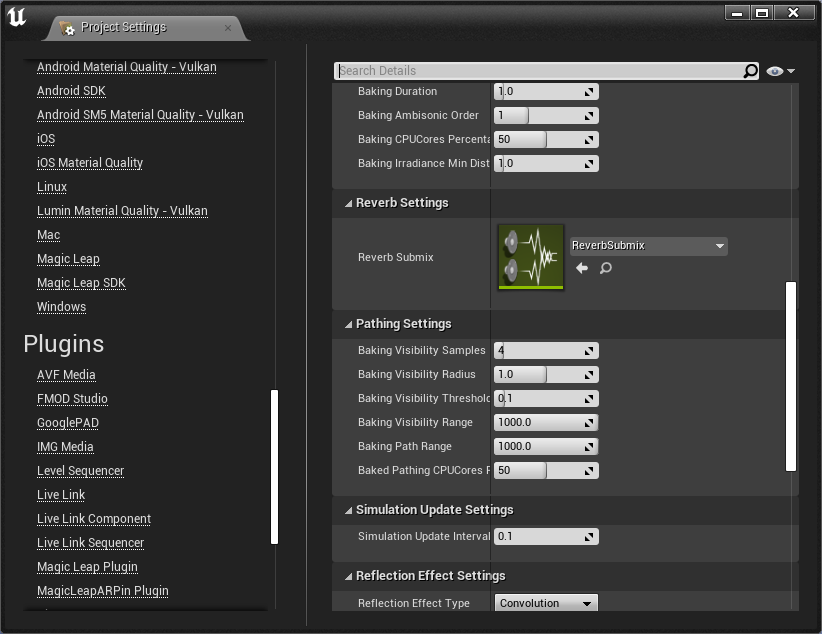 Project Settings
Android Material Quality - Vulkan
Android SDK
Android SM5 Material Quality - Vulkan
iOS
iOS Material Quality
Linux
Lumin Material Quality - Vulkan
Mac
Magic Leap
Magic Leap SDK
Windows
Plugins
AVF Media
FMOD Studio
GooglePAD
IMG Media
Level Sequencer
Live Link
Live Link Component
Live Link Sequencer
Magic Leap Plugin
MagicLeapARPin Plugin
Search Details
Baking Duration 1.0
Baking Ambisonic Order 1
Baking CPUCores Percenta 50
Baking Irradiance Min Dist 1.0
Reverb Settings
Reverb Submix ReverbSubmix
Pathing Settings
Baking Visibility Samples 4
Baking Visibility Radius 1.0
Baking Visibility Threshold 0.1
Baking Visibility Range 1000.0
Baking Path Range 1000.0
Baked Pathing CPUCores P 50
Simulation Update Settings
Simulation Update Interval 0.1
Reflection Effect Settings
Reflection Effect Type Convolution